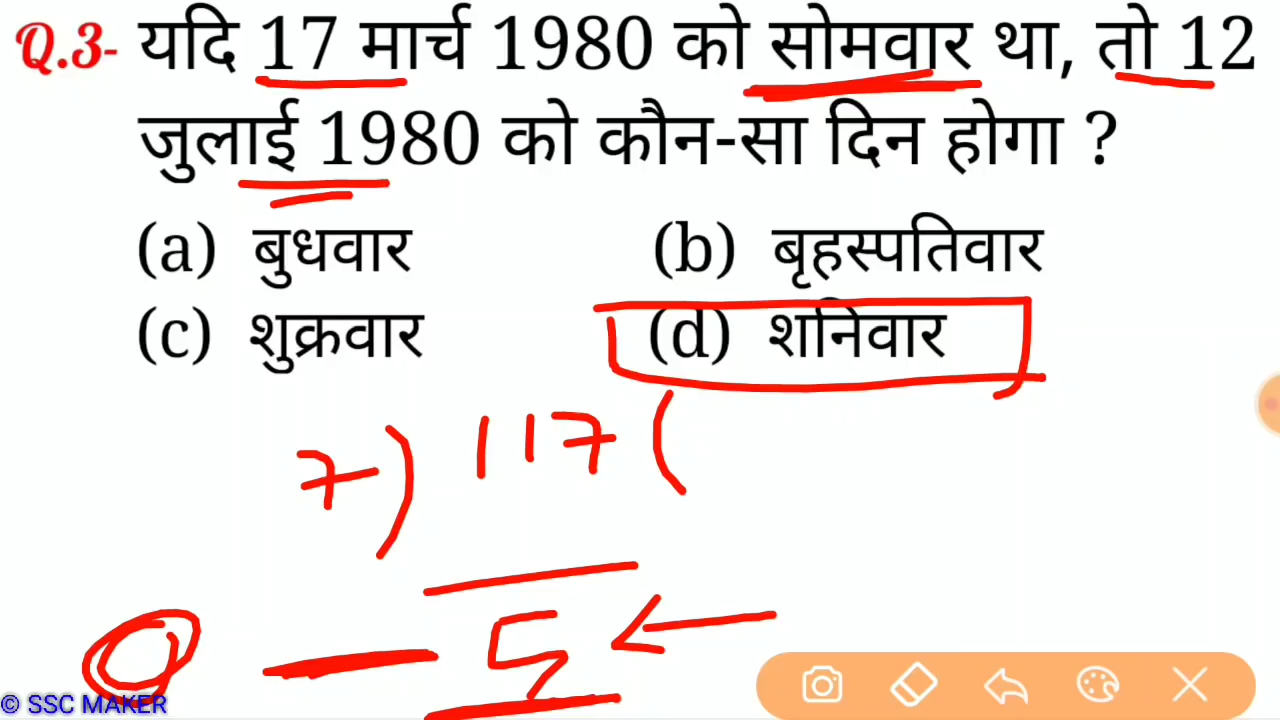 Q.3- यदि 17 मार्च 1980 को सोमवार था, तो 12
जुलाई 1980 को कौन-सा दिन होगा ?
(a) बुधवार (b) बृहस्पतिवार
(c) शुक्रवार (d) शनिवार
7) 117 (
0 — 5
© SSC MAKER